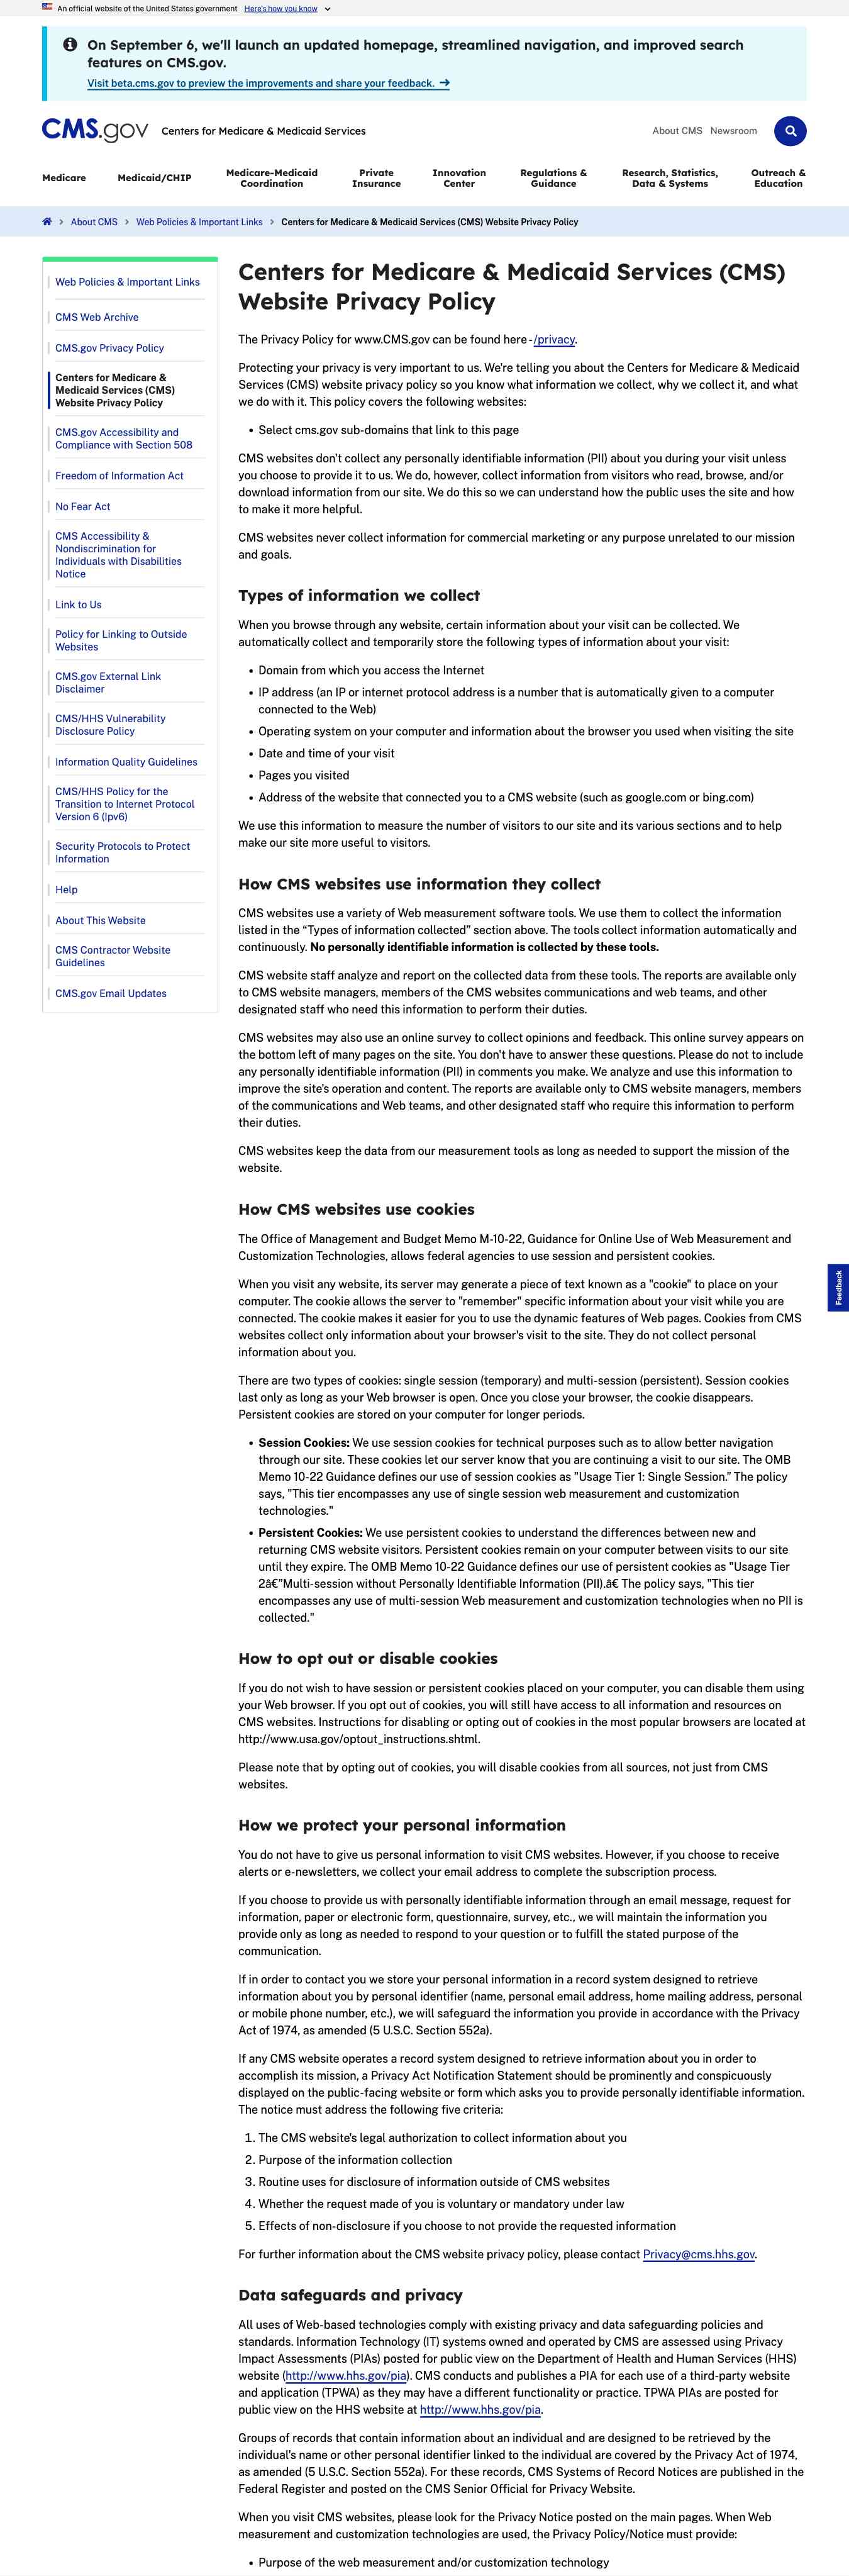 An official website of the United States government Here's how you know
On September 6, we'll launch an updated homepage, streamlined navigation, and improved search
features on CMS.gov.
Visit beta.cms.gov to preview the improvements and share your feedback. →
CMS.gov Centers for Medicare & Medicaid Services
About CMS Newsroom
Medicare
Medicaid/CHIP
Medicare-Medicaid
Coordination
Private
Insurance
Innovation
Center
Regulations &
Guidance
Research, Statistics,
Data & Systems
Outreach &
Education
About CMS > Web Policies & Important Links > Centers for Medicare & Medicaid Services (CMS) Website Privacy Policy
Web Policies & Important Links
CMS Web Archive
CMS.gov Privacy Policy
Centers for Medicare &
Medicaid Services (CMS)
Website Privacy Policy
CMS.gov Accessibility and
Compliance with Section 508
Freedom of Information Act
No Fear Act
CMS Accessibility &
Nondiscrimination for
Individuals with Disabilities
Notice
Link to Us
Policy for Linking to Outside
Websites
CMS.gov External Link
Disclaimer
CMS/HHS Vulnerability
Disclosure Policy
Information Quality Guidelines
CMS/HHS Policy for the
Transition to Internet Protocol
Version 6 (Ipv6)
Security Protocols to Protect
Information
Help
About This Website
CMS Contractor Website
Guidelines
CMS.gov Email Updates
Centers for Medicare & Medicaid Services (CMS)
Website Privacy Policy
The Privacy Policy for www.CMS.gov can be found here - /privacy.
Protecting your privacy is very important to us. We're telling you about the Centers for Medicare & Medicaid
Services (CMS) website privacy policy so you know what information we collect, why we collect it, and what
we do with it. This policy covers the following websites:
• Select cms.gov sub-domains that link to this page
CMS websites don't collect any personally identifiable information (PII) about you during your visit unless
you choose to provide it to us. We do, however, collect information from visitors who read, browse, and/or
download information from our site. We do this so we can understand how the public uses the site and how
to make it more helpful.
CMS websites never collect information for commercial marketing or any purpose unrelated to our mission
and goals.
Types of information we collect
When you browse through any website, certain information about your visit can be collected. We
automatically collect and temporarily store the following types of information about your visit:
• Domain from which you access the Internet
• IP address (an IP or internet protocol address is a number that is automatically given to a computer
connected to the Web)
• Operating system on your computer and information about the browser you used when visiting the site
• Date and time of your visit
• Pages you visited
• Address of the website that connected you to a CMS website (such as google.com or bing.com)
We use this information to measure the number of visitors to our site and its various sections and to help
make our site more useful to visitors.
How CMS websites use information they collect
CMS websites use a variety of Web measurement software tools. We use them to collect the information
listed in the “Types of information collected” section above. The tools collect information automatically and
continuously. No personally identifiable information is collected by these tools.
CMS website staff analyze and report on the collected data from these tools. The reports are available only
to CMS website managers, members of the CMS websites communications and web teams, and other
designated staff who need this information to perform their duties.
CMS websites may also use an online survey to collect opinions and feedback. This online survey appears on
the bottom left of many pages on the site. You don't have to answer these questions. Please do not to include
any personally identifiable information (PII) in comments you make. We analyze and use this information to
improve the site's operation and content. The reports are available only to CMS website managers, members
of the communications and Web teams, and other designated staff who require this information to perform
their duties.
CMS websites keep the data from our measurement tools as long as needed to support the mission of the
website.
How CMS websites use cookies
The Office of Management and Budget Memo M-10-22, Guidance for Online Use of Web Measurement and
Customization Technologies, allows federal agencies to use session and persistent cookies.
When you visit any website, its server may generate a piece of text known as a "cookie" to place on your
computer. The cookie allows the server to "remember" specific information about your visit while you are
connected. The cookie makes it easier for you to use the dynamic features of Web pages. Cookies from CMS
websites collect only information about your browser's visit to the site. They do not collect personal
information about you.
There are two types of cookies: single session (temporary) and multi-session (persistent). Session cookies
last only as long as your Web browser is open. Once you close your browser, the cookie disappears.
Persistent cookies are stored on your computer for longer periods.
• Session Cookies: We use session cookies for technical purposes such as to allow better navigation
through our site. These cookies let our server know that you are continuing a visit to our site. The OMB
Memo 10-22 Guidance defines our use of session cookies as "Usage Tier 1: Single Session.” The policy
says, "This tier encompasses any use of single session web measurement and customization
technologies."
• Persistent Cookies: We use persistent cookies to understand the differences between new and
returning CMS website visitors. Persistent cookies remain on your computer between visits to our site
until they expire. The OMB Memo 10-22 Guidance defines our use of persistent cookies as "Usage Tier
2â€”Multi-session without Personally Identifiable Information (PII).â€ The policy says, "This tier
encompasses any use of multi-session Web measurement and customization technologies when no PII is
collected."
How to opt out or disable cookies
If you do not wish to have session or persistent cookies placed on your computer, you can disable them using
your Web browser. If you opt out of cookies, you will still have access to all information and resources on
CMS websites. Instructions for disabling or opting out of cookies in the most popular browsers are located at
http://www.usa.gov/optout_instructions.shtml.
Please note that by opting out of cookies, you will disable cookies from all sources, not just from CMS
websites.
How we protect your personal information
You do not have to give us personal information to visit CMS websites. However, if you choose to receive
alerts or e-newsletters, we collect your email address to complete the subscription process.
If you choose to provide us with personally identifiable information through an email message, request for
information, paper or electronic form, questionnaire, survey, etc., we will maintain the information you
provide only as long as needed to respond to your question or to fulfill the stated purpose of the
communication.
If in order to contact you we store your personal information in a record system designed to retrieve
information about you by personal identifier (name, personal email address, home mailing address, personal
or mobile phone number, etc.), we will safeguard the information you provide in accordance with the Privacy
Act of 1974, as amended (5 U.S.C. Section 552a).
If any CMS website operates a record system designed to retrieve information about you in order to
accomplish its mission, a Privacy Act Notification Statement should be prominently and conspicuously
displayed on the public-facing website or form which asks you to provide personally identifiable information.
The notice must address the following five criteria:
1. The CMS website's legal authorization to collect information about you
2. Purpose of the information collection
3. Routine uses for disclosure of information outside of CMS websites
4. Whether the request made of you is voluntary or mandatory under law
5. Effects of non-disclosure if you choose to not provide the requested information
For further information about the CMS website privacy policy, please contact Privacy@cms.hhs.gov.
Data safeguards and privacy
All uses of Web-based technologies comply with existing privacy and data safeguarding policies and
standards. Information Technology (IT) systems owned and operated by CMS are assessed using Privacy
Impact Assessments (PIAs) posted for public view on the Department of Health and Human Services (HHS)
website (http://www.hhs.gov/pia). CMS conducts and publishes a PIA for each use of a third-party website
and application (TPWA) as they may have a different functionality or practice. TPWA PIAs are posted for
public view on the HHS website at http://www.hhs.gov/pia.
Groups of records that contain information about an individual and are designed to be retrieved by the
individual's name or other personal identifier linked to the individual are covered by the Privacy Act of 1974,
as amended (5 U.S.C. Section 552a). For these records, CMS Systems of Record Notices are published in the
Federal Register and posted on the CMS Senior Official for Privacy Website.
When you visit CMS websites, please look for the Privacy Notice posted on the main pages. When Web
measurement and customization technologies are used, the Privacy Policy/Notice must provide:
• Purpose of the web measurement and/or customization technology
Feedback